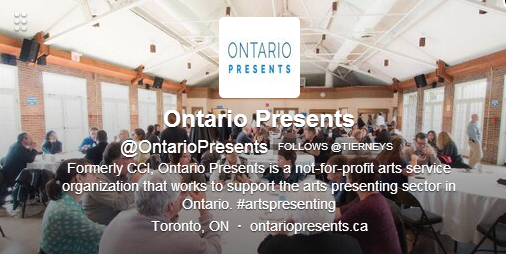 ONTARIO
PRESENTS
Ontario Presents
@OntarioPresents FOLLOWS @TIERNEYS
Formerly CCI, Ontario Presents is a not-for-profit arts service
organization that works to support the arts presenting sector in
Ontario. #artspresenting
Toronto, ON · ontariopresents.ca